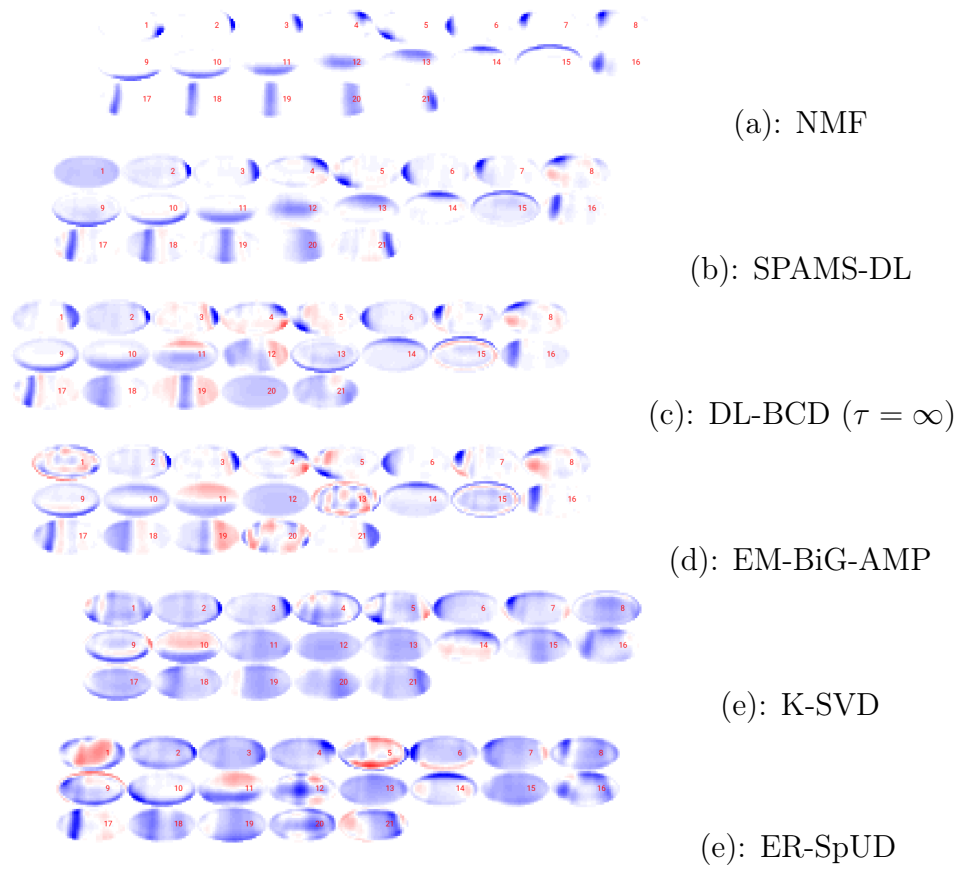 1 2 3 4 5 6 7 8
9 10 11 12 13 14 15 16
17 18 19 20 21
(a): NMF
1 2 3 4 5 6 7 8
9 10 11 12 13 14 15 16
17 18 19 20 21
(b): SPAMS-DL
1 2 3 4 5 6 7 8
9 10 11 12 13 14 15 16
17 18 19 20 21
(c): DL-BCD (τ = ∞)
1 2 3 4 5 6 7 8
9 10 11 12 13 14 15 16
17 18 19 20 21
(d): EM-BiG-AMP
1 2 3 4 5 6 7 8
9 10 11 12 13 14 15 16
17 18 19 20 21
(e): K-SVD
1 2 3 4 5 6 7 8
9 10 11 12 13 14 15 16
17 18 19 20 21
(e): ER-SpUD